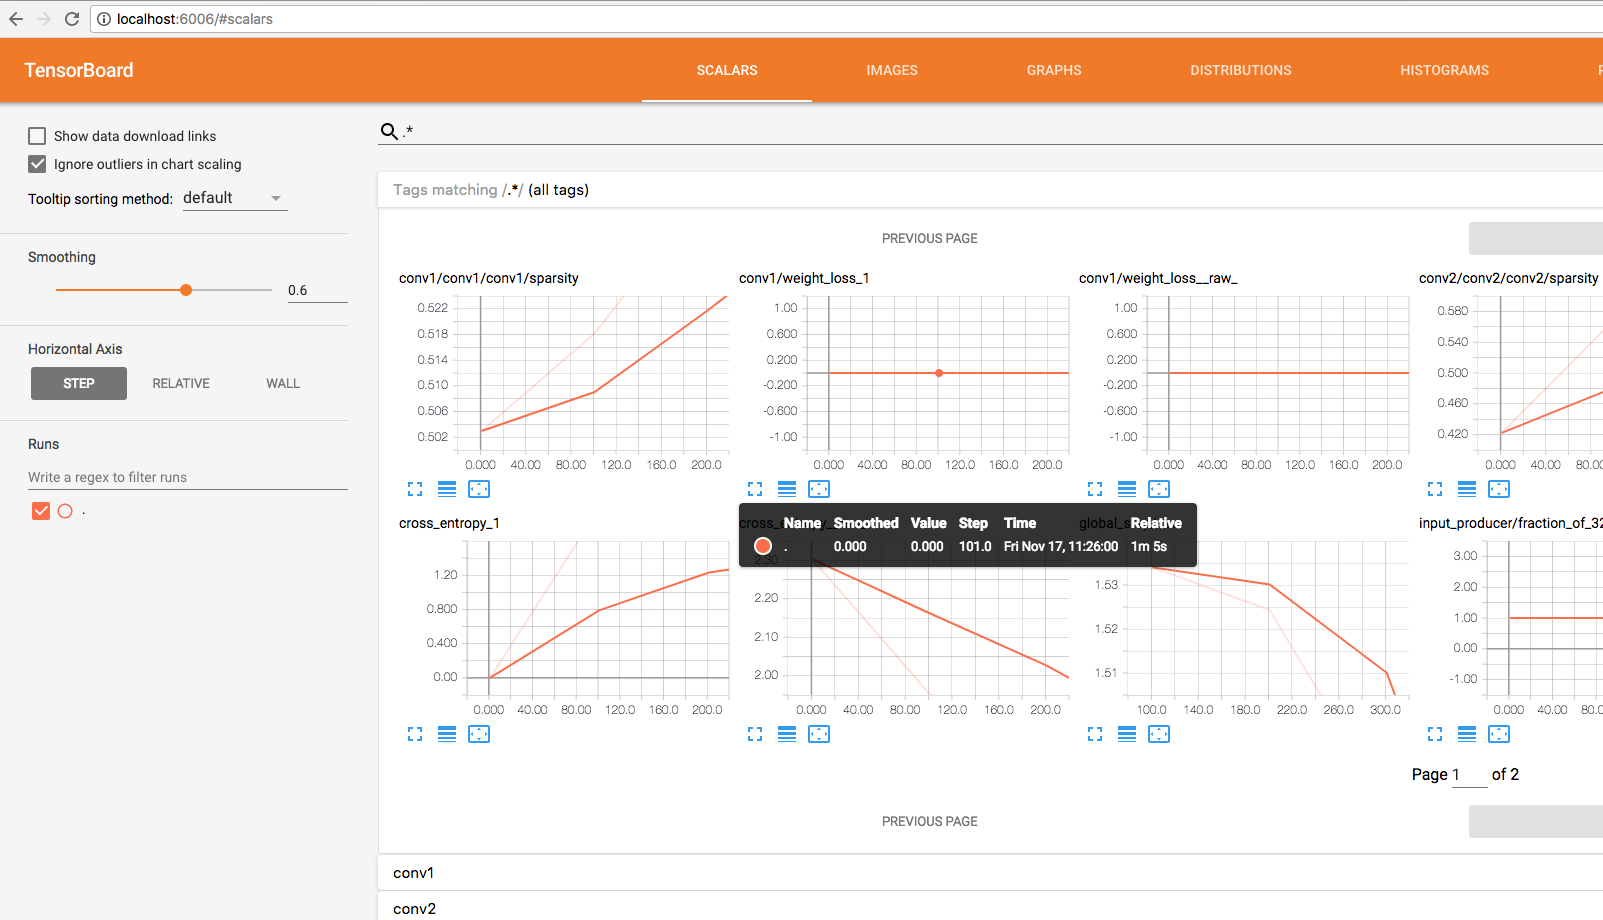 localhost:6006/#scalars
TensorBoard SCALARS IMAGES GRAPHS DISTRIBUTIONS HISTOGRAMS
Show data download links
Ignore outliers in chart scaling
Tooltip sorting method: default
Smoothing
0.6
Horizontal Axis
STEP RELATIVE WALL
Runs
Write a regex to filter runs
.
.*
Tags matching /.*/ (all tags)
PREVIOUS PAGE
conv1/conv1/conv1/sparsity
0.522
0.518
0.514
0.510
0.506
0.502
0.000 40.00 80.00 120.0 160.0 200.0
conv1/weight_loss_1
1.00
0.600
0.200
-0.200
-0.600
-1.00
0.000 40.00 80.00 120.0 160.0 200.0
conv1/weight_loss__raw_
1.00
0.600
0.200
-0.200
-0.600
-1.00
0.000 40.00 80.00 120.0 160.0 200.0
conv2/conv2/conv2/sparsity
0.580
0.540
0.500
0.460
0.420
0.000 40.00 80.0
Name Smoothed Value Step Time Relative
. 0.000 0.000 101.0 Fri Nov 17, 11:26:00 1m 5s
cross_entropy_1
1.20
0.800
0.400
0.00
0.000 40.00 80.00 120.0 160.0 200.0
2.30
2.20
2.10
2.00
0.000 40.00 80.00 120.0 160.0 200.0
global_s
1.53
1.52
1.51
100.0 140.0 180.0 220.0 260.0 300.0
input_producer/fraction_of_32
3.00
2.00
1.00
0.00
-1.00
0.000 40.00 80.0
Page 1 of 2
PREVIOUS PAGE
conv1
conv2